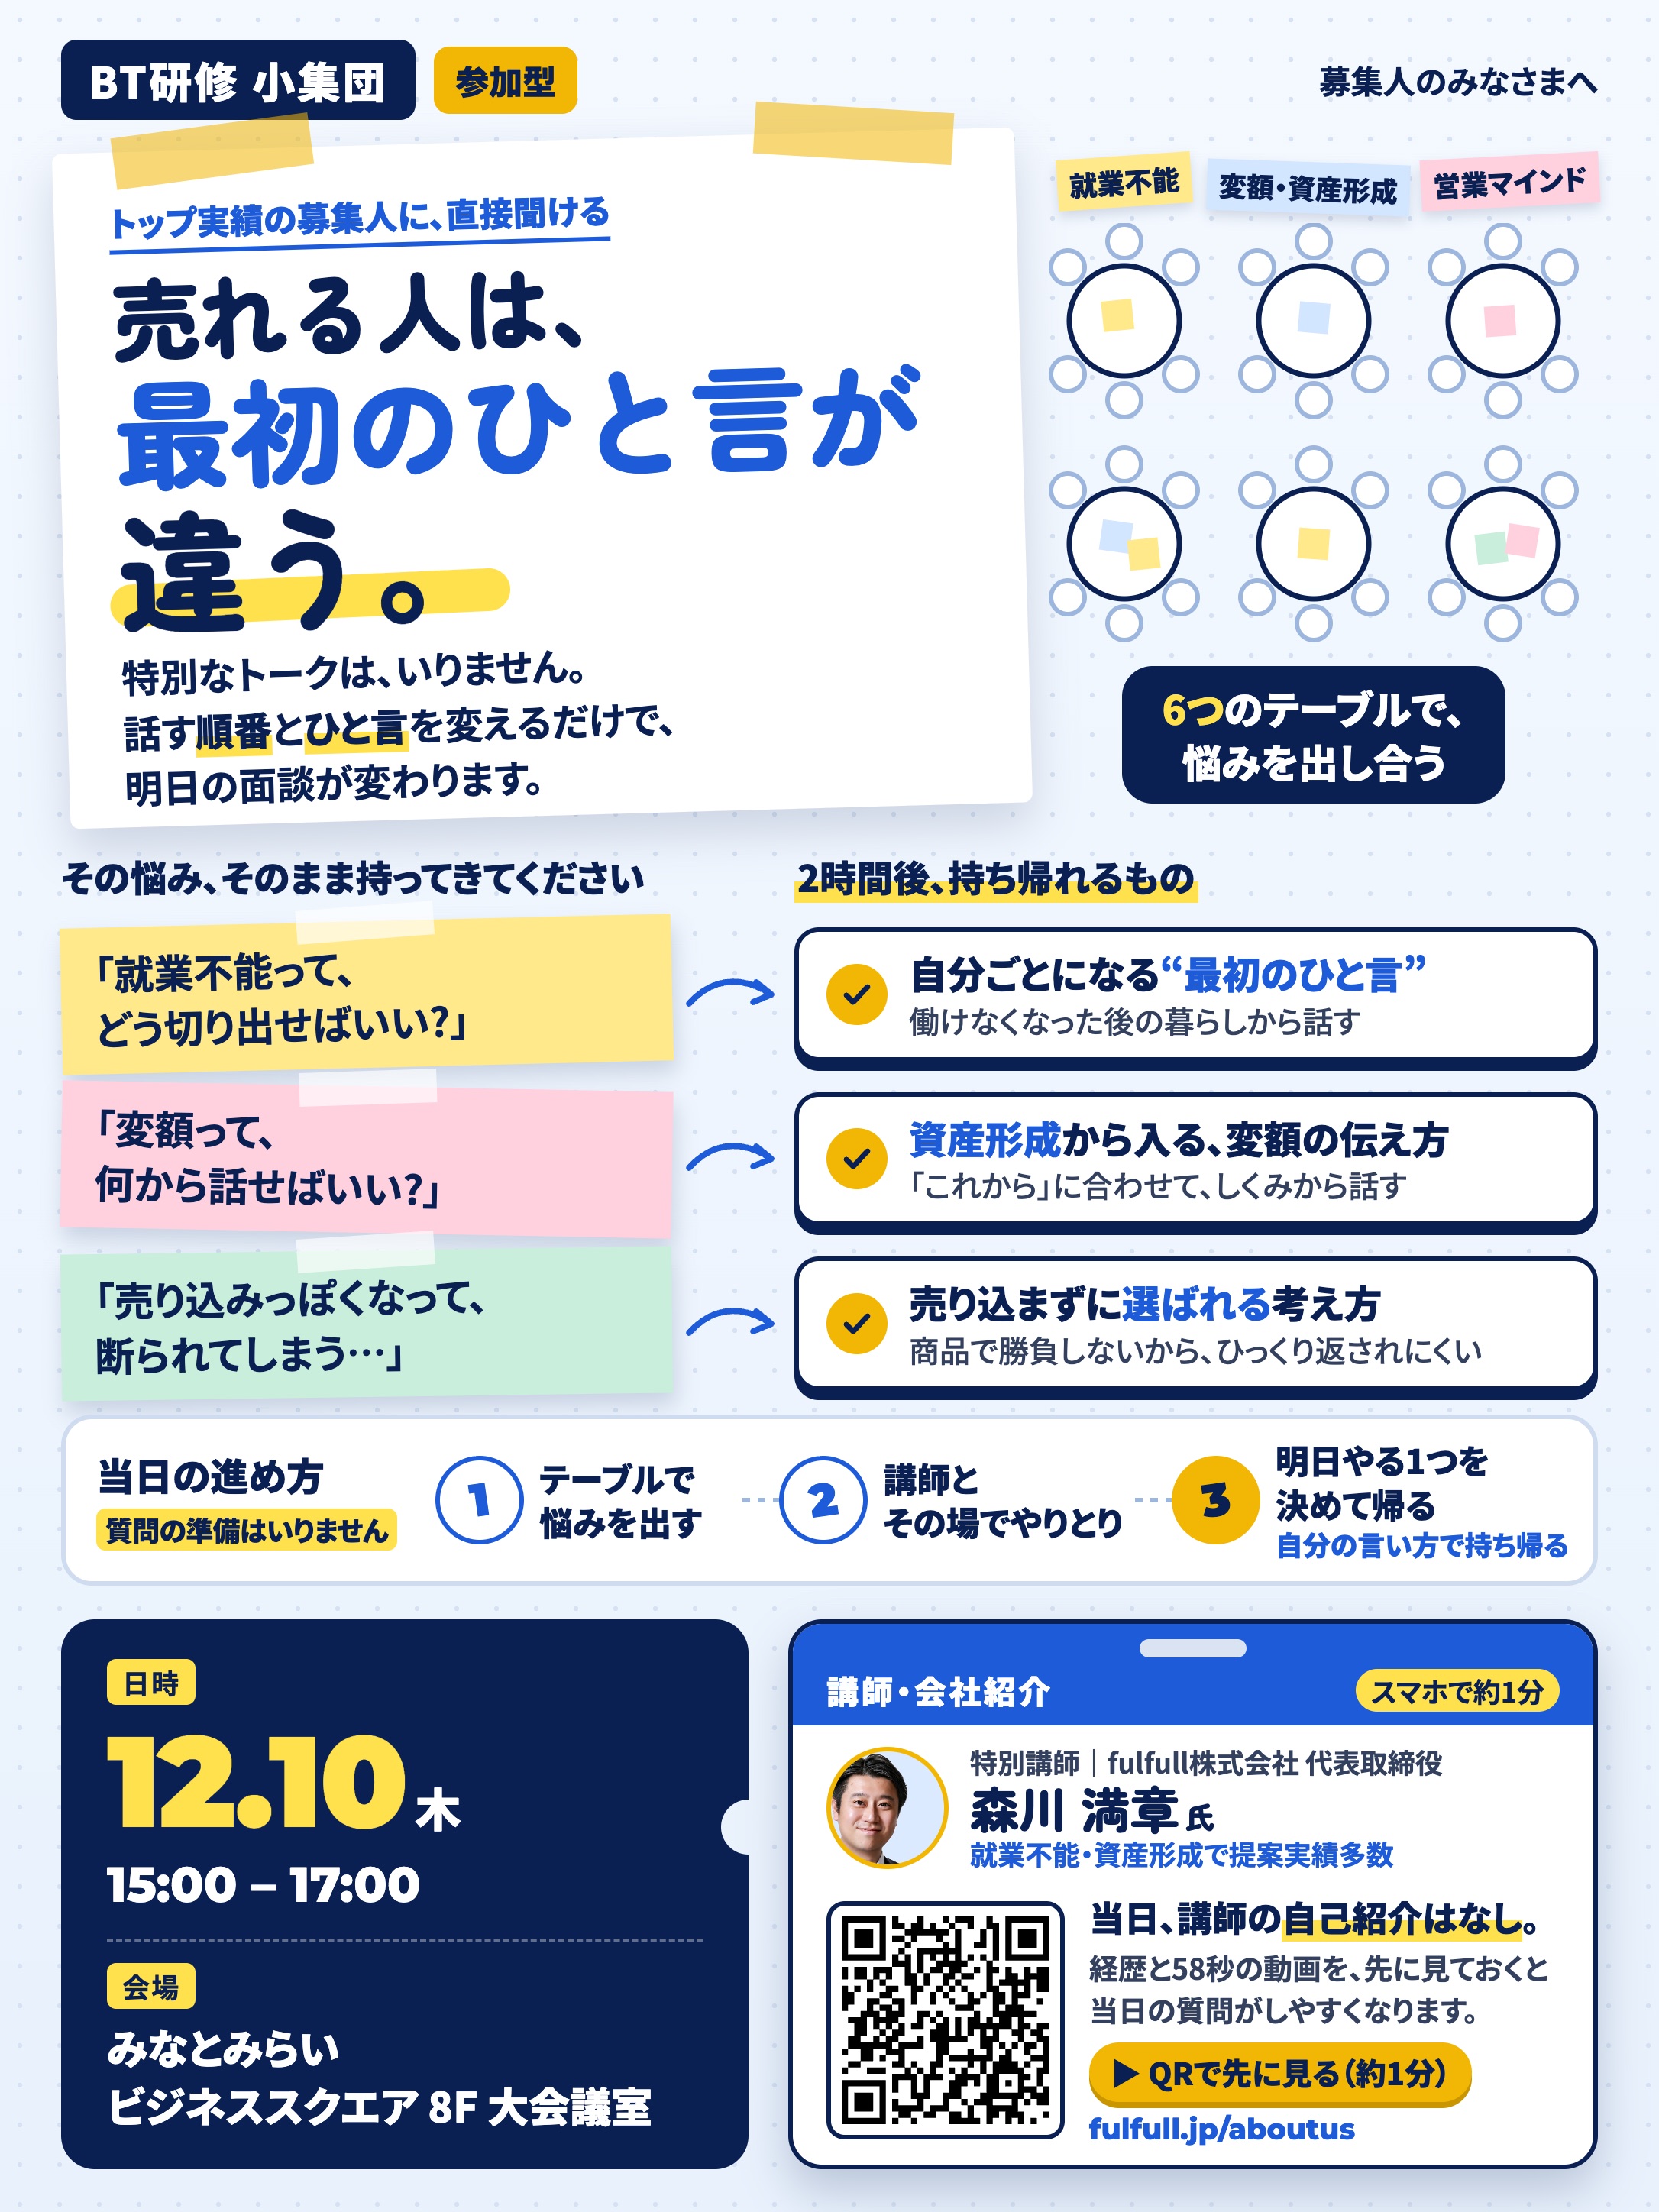 BT研修 小集団
参加型
募集人のみなさまへ
トップ実績の募集人に、直接聞ける
売れる人は、
最初のひと言が
違う。
特別なトークは、いりません。
話す順番とひと言を変えるだけで、
明日の面談が変わります。
就業不能
変額・資産形成
営業マインド
6つのテーブルで、
悩みを出し合う
その悩み、そのまま持ってきてください
「就業不能って、
どう切り出せばいい?」
「変額って、
何から話せばいい?」
「売り込みっぽくなって、
断られてしまう…」
2時間後、持ち帰れるもの
自分ごとになる“最初のひと言”
働けなくなった後の暮らしから話す
資産形成から入る、変額の伝え方
「これから」に合わせて、しくみから話す
売り込まずに選ばれる考え方
商品で勝負しないから、ひっくり返されにくい
当日の進め方
質問の準備はいりません
1
テーブルで
悩みを出す
2
講師と
その場でやりとり
3
明日やる1つを
決めて帰る
自分の言い方で持ち帰る
日時
12.10 木
15:00 – 17:00
会場
みなとみらい
ビジネススクエア 8F 大会議室
講師・会社紹介
スマホで約1分
特別講師｜fulfull株式会社 代表取締役
森川 満章 氏
就業不能・資産形成で提案実績多数
当日、講師の自己紹介はなし。
経歴と58秒の動画を、先に見ておくと
当日の質問がしやすくなります。
▶ QRで先に見る（約1分）
fulfull.jp/aboutus